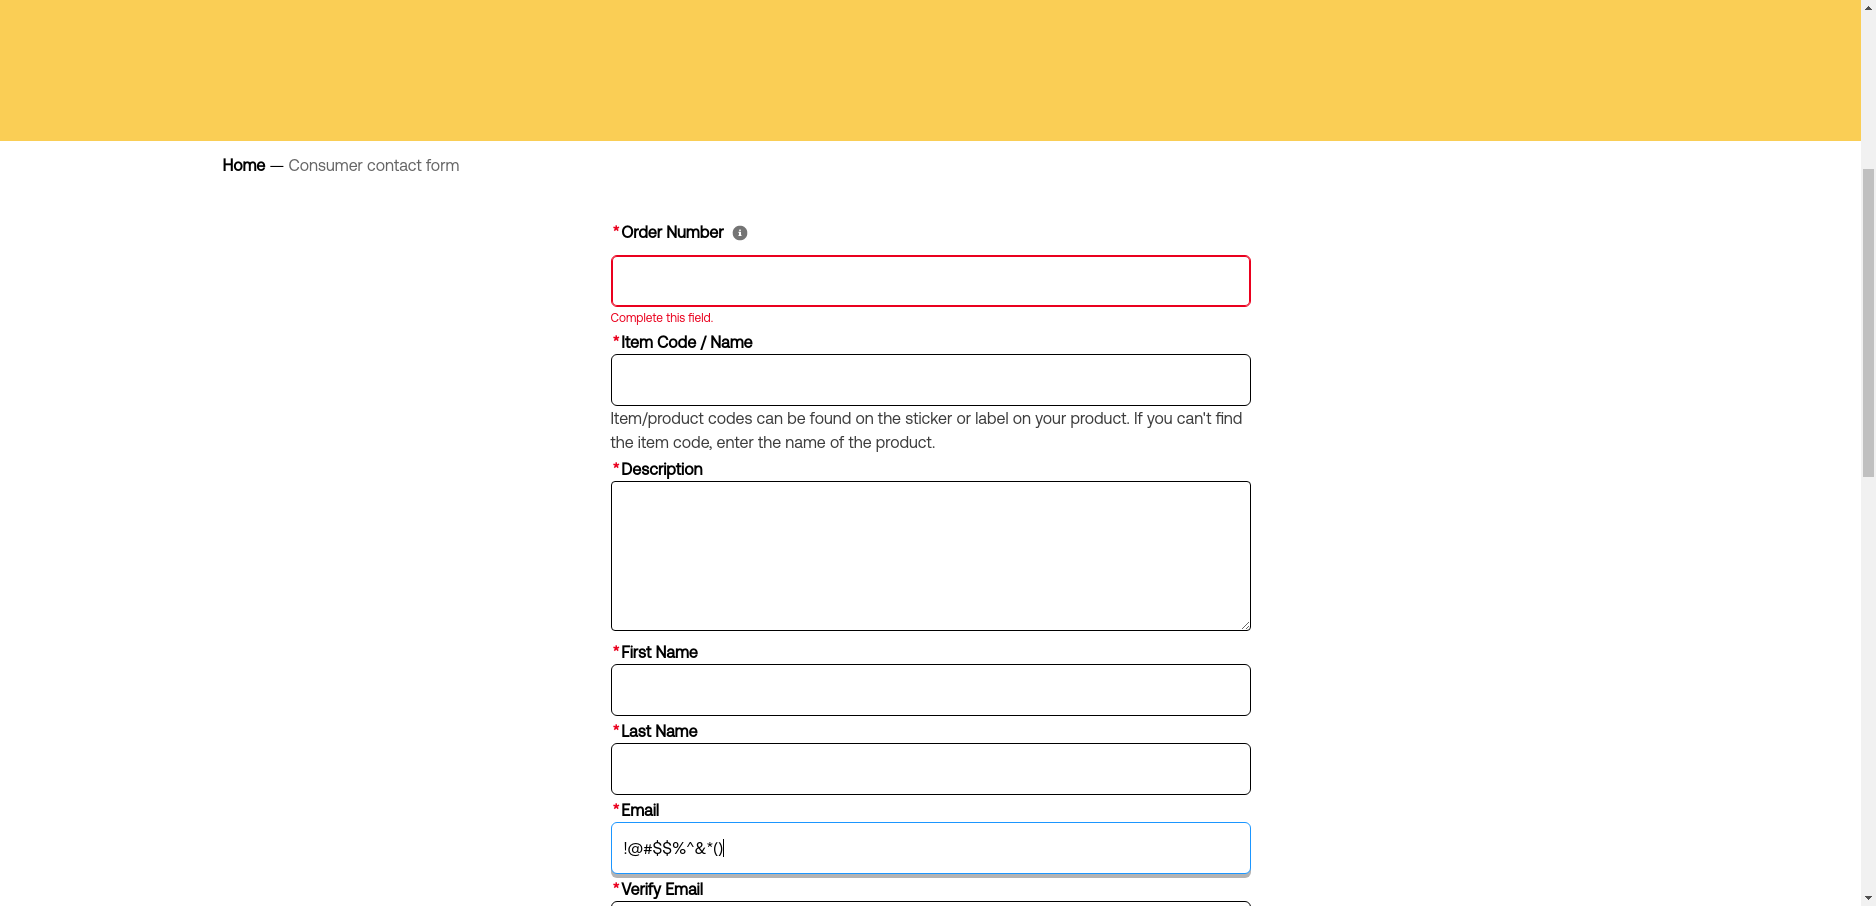 Home — Consumer contact form
*Order Number
Complete this field.
*Item Code / Name
Item/product codes can be found on the sticker or label on your product. If you can't find
the item code, enter the name of the product.
*Description
*First Name
*Last Name
*Email
!@#$$%^&*()
*Verify Email